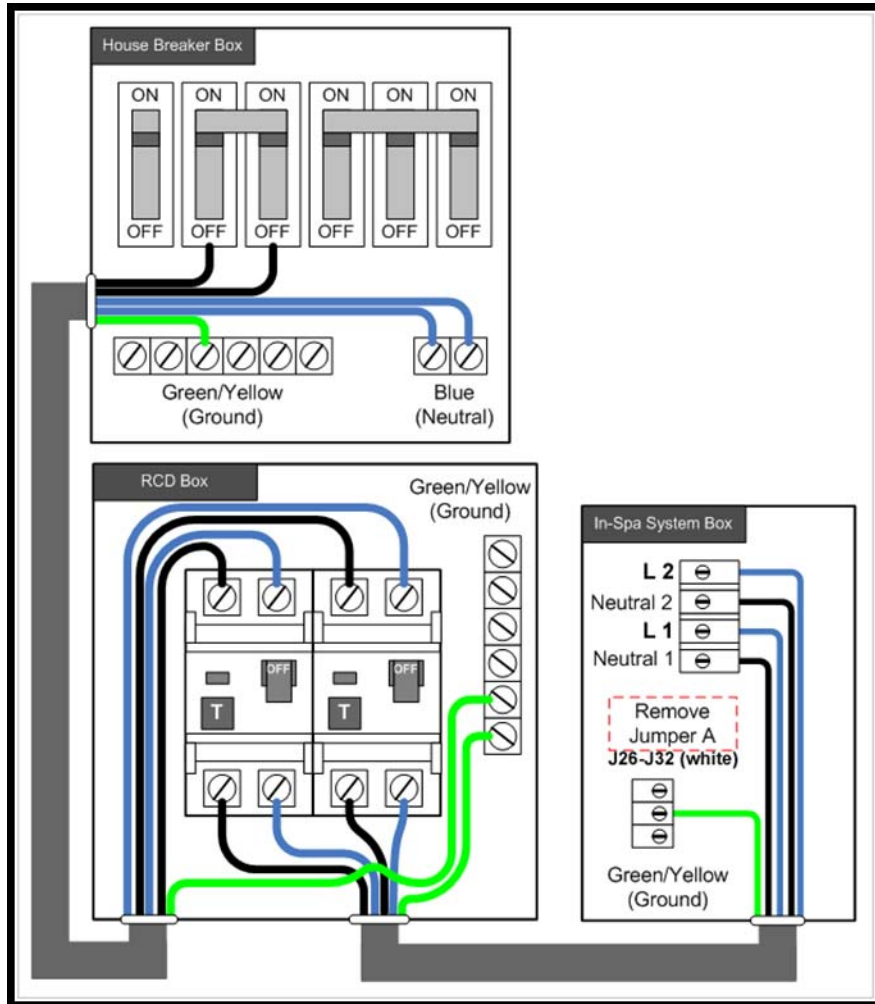 House Breaker Box
ON ON ON ON ON ON
OFF OFF OFF OFF OFF OFF
Green/Yellow
(Ground)
Blue
(Neutral)
RCD Box
Green/Yellow
(Ground)
OFF OFF
T T
In-Spa System Box
L 2
Neutral 2
L 1
Neutral 1
Remove
Jumper A
J26-J32 (white)
Green/Yellow
(Ground)